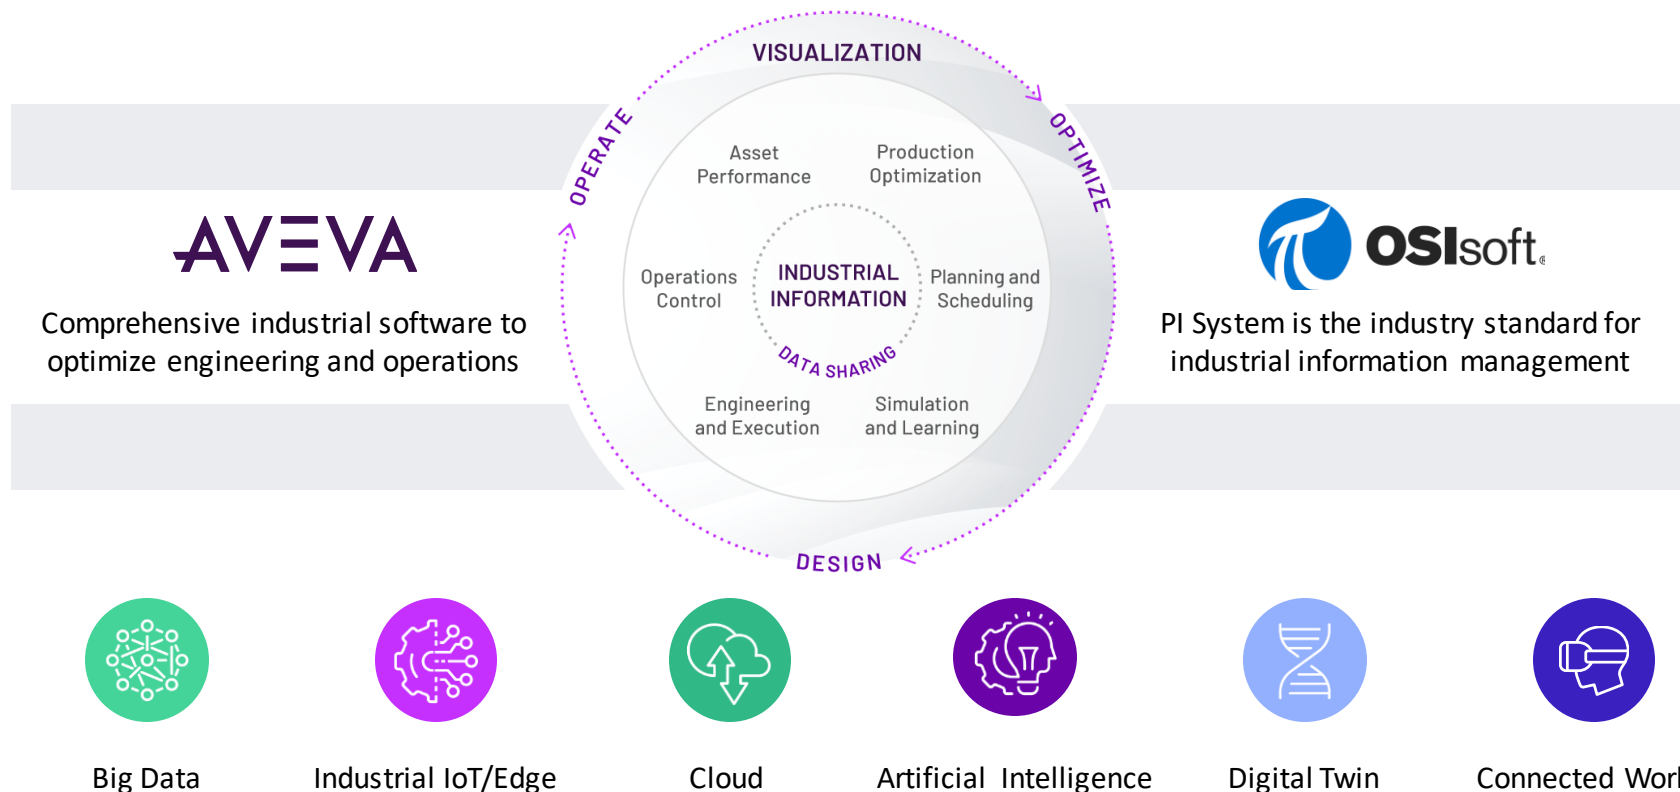 VISUALIZATION
OPERATE
OPTIMIZE
Asset
Performance
Production
Optimization
AVEVA
Comprehensive industrial software to
optimize engineering and operations
Operations
Control
INDUSTRIAL
INFORMATION
Planning and
Scheduling
DATA SHARING
Engineering
and Execution
Simulation
and Learning
OSIsoft®
PI System is the industry standard for
industrial information management
DESIGN
Big Data
Industrial IoT/Edge
Cloud
Artificial Intelligence
Digital Twin
Connected